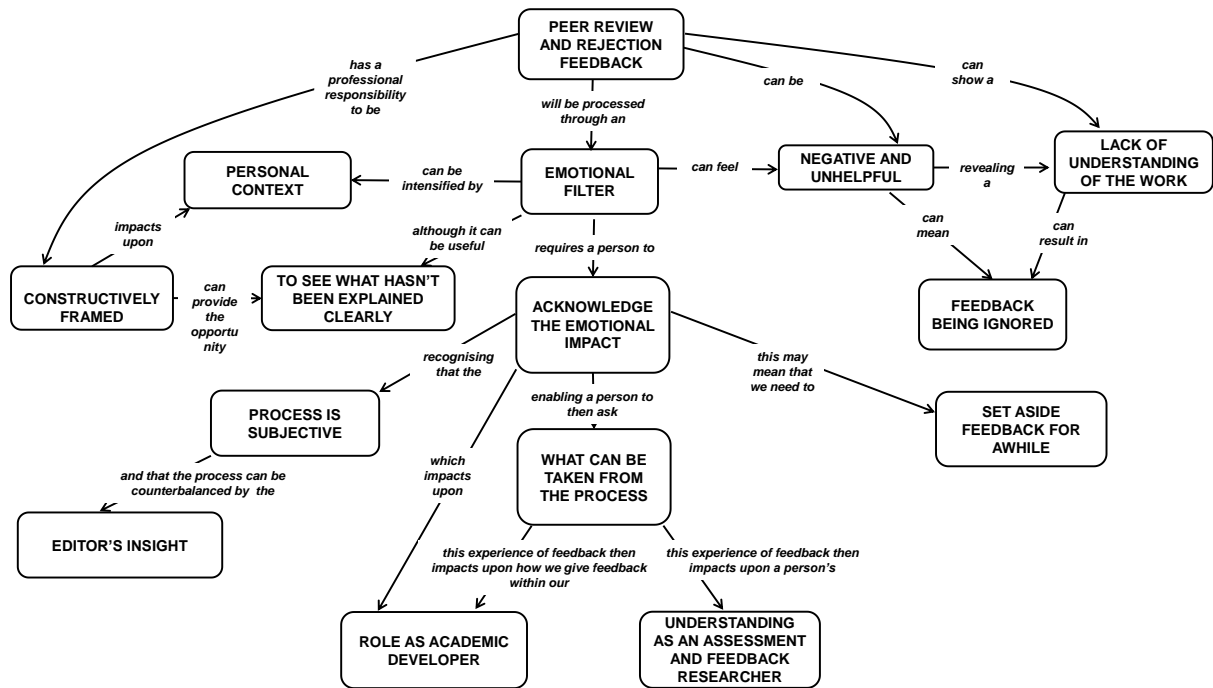 PEER REVIEW
AND REJECTION
FEEDBACK
has a
professional
responsibility
to be
will be processed
through an
can be
can
show a
PERSONAL
CONTEXT
can be
intensified by
EMOTIONAL
FILTER
can feel
NEGATIVE AND
UNHELPFUL
revealing
a
LACK OF
UNDERSTANDING
OF THE WORK
impacts
upon
although it can
be useful
requires a person to
can
mean
can
result in
CONSTRUCTIVELY
FRAMED
can
provide
the
opportu
nity
TO SEE WHAT HASN'T
BEEN EXPLAINED
CLEARLY
ACKNOWLEDGE
THE EMOTIONAL
IMPACT
FEEDBACK
BEING IGNORED
recognising
that the
this may
mean that
we need to
PROCESS IS
SUBJECTIVE
enabling a person to
then ask
SET ASIDE
FEEDBACK FOR
AWHILE
and that the process can be
counterbalanced by the
which
impacts
upon
WHAT CAN BE
TAKEN FROM
THE PROCESS
EDITOR'S INSIGHT
this experience of feedback then
impacts upon how we give feedback
within our
this experience of feedback then
impacts upon a person's
ROLE AS ACADEMIC
DEVELOPER
UNDERSTANDING
AS AN ASSESSMENT
AND FEEDBACK
RESEARCHER